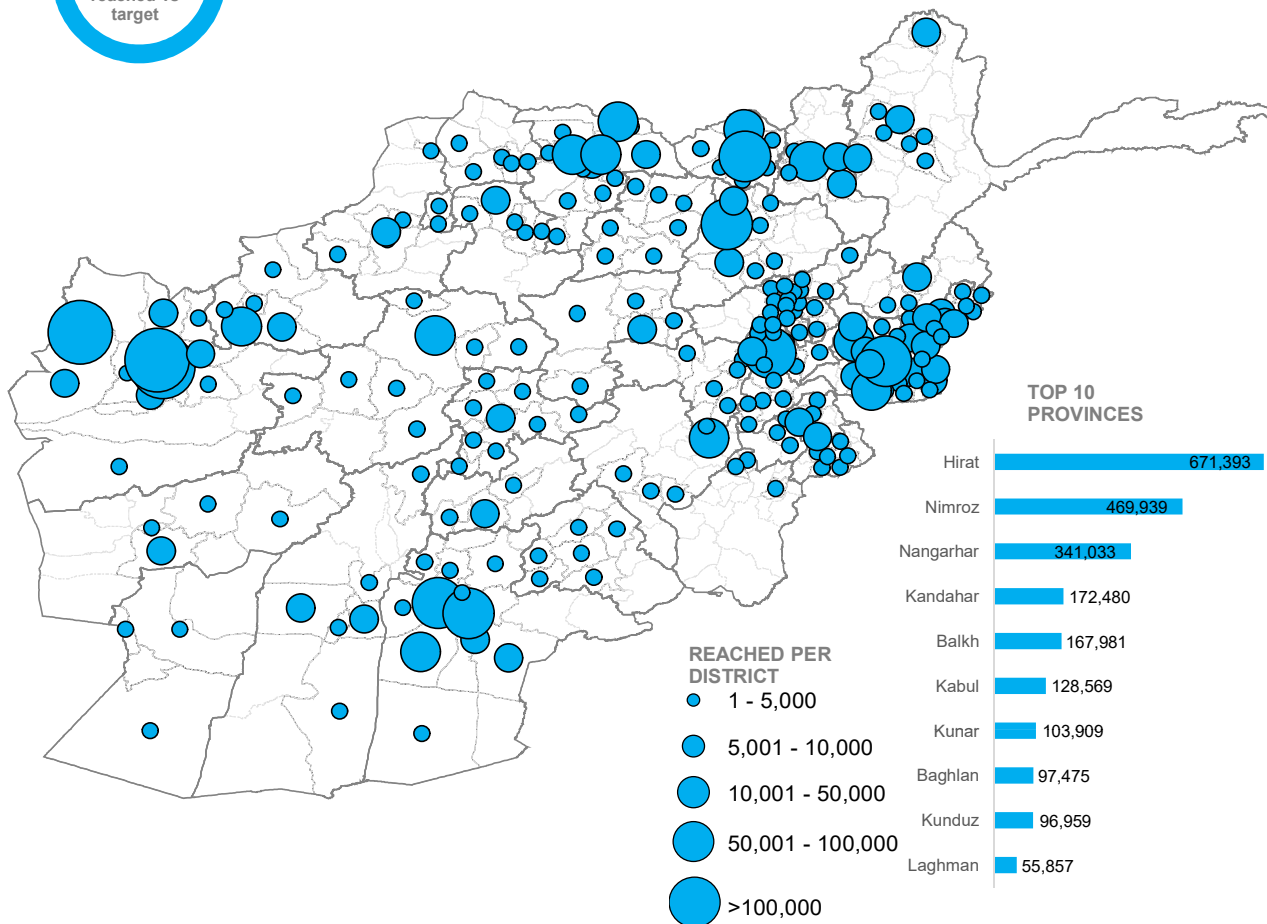 target
TOP 10
PROVINCES
Hirat 671,393
Nimroz 469,939
Nangarhar 341,033
Kandahar 172,480
Balkh 167,981
Kabul 128,569
Kunar 103,909
Baghlan 97,475
Kunduz 96,959
Laghman 55,857
REACHED PER
DISTRICT
1 - 5,000
5,001 - 10,000
10,001 - 50,000
50,001 - 100,000
>100,000